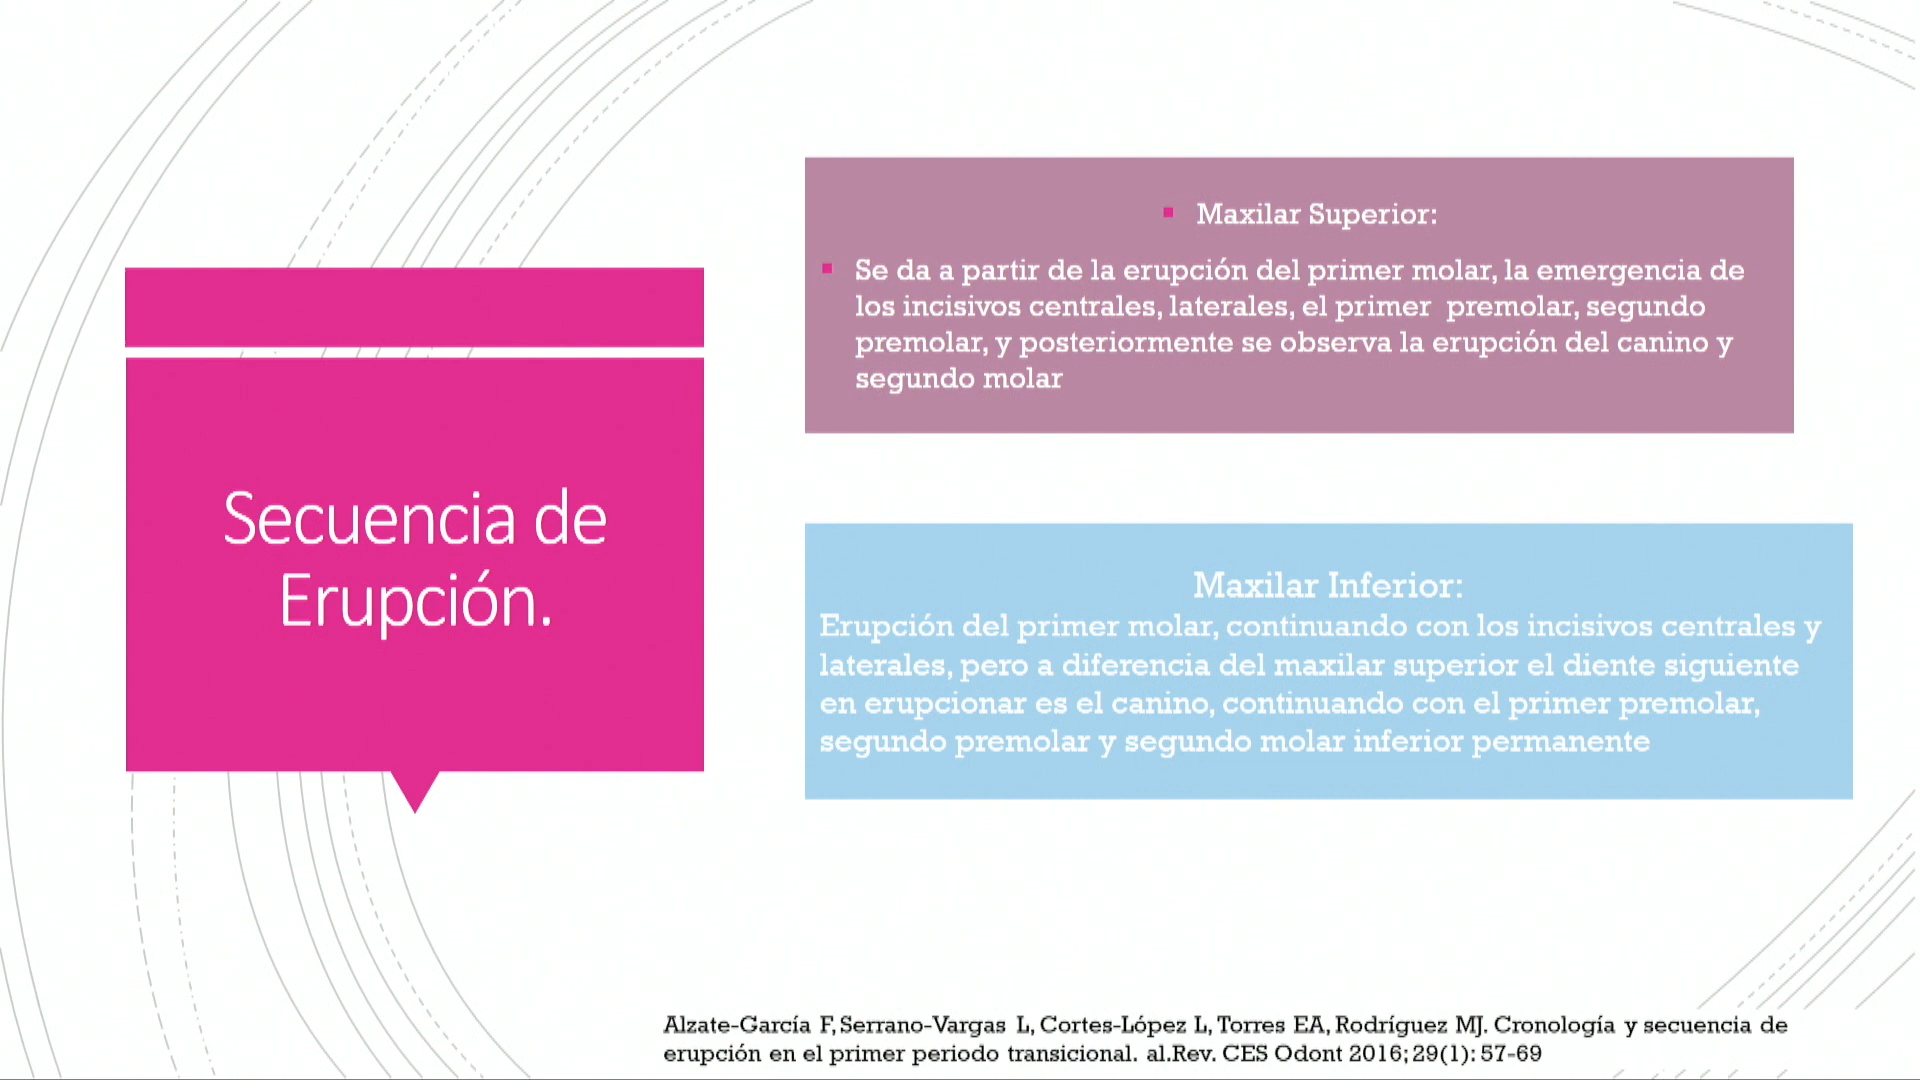 Secuencia de
Erupción.
Maxilar Superior:
Se da a partir de la erupción del primer molar, la emergencia de
los incisivos centrales, laterales, el primer premolar, segundo
premolar, y posteriormente se observa la erupción del canino y
segundo molar
Maxilar Inferior:
Erupción del primer molar, continuando con los incisivos centrales y
laterales, pero a diferencia del maxilar superior el diente siguiente
en erupcionar es el canino, continuando con el primer premolar,
segundo premolar y segundo molar inferior permanente
Alzate-García F, Serrano-Vargas L, Cortes-López L, Torres EA, Rodríguez MJ. Cronología y secuencia de
erupción en el primer periodo transicional. al.Rev. CES Odont 2016; 29(1): 57-69